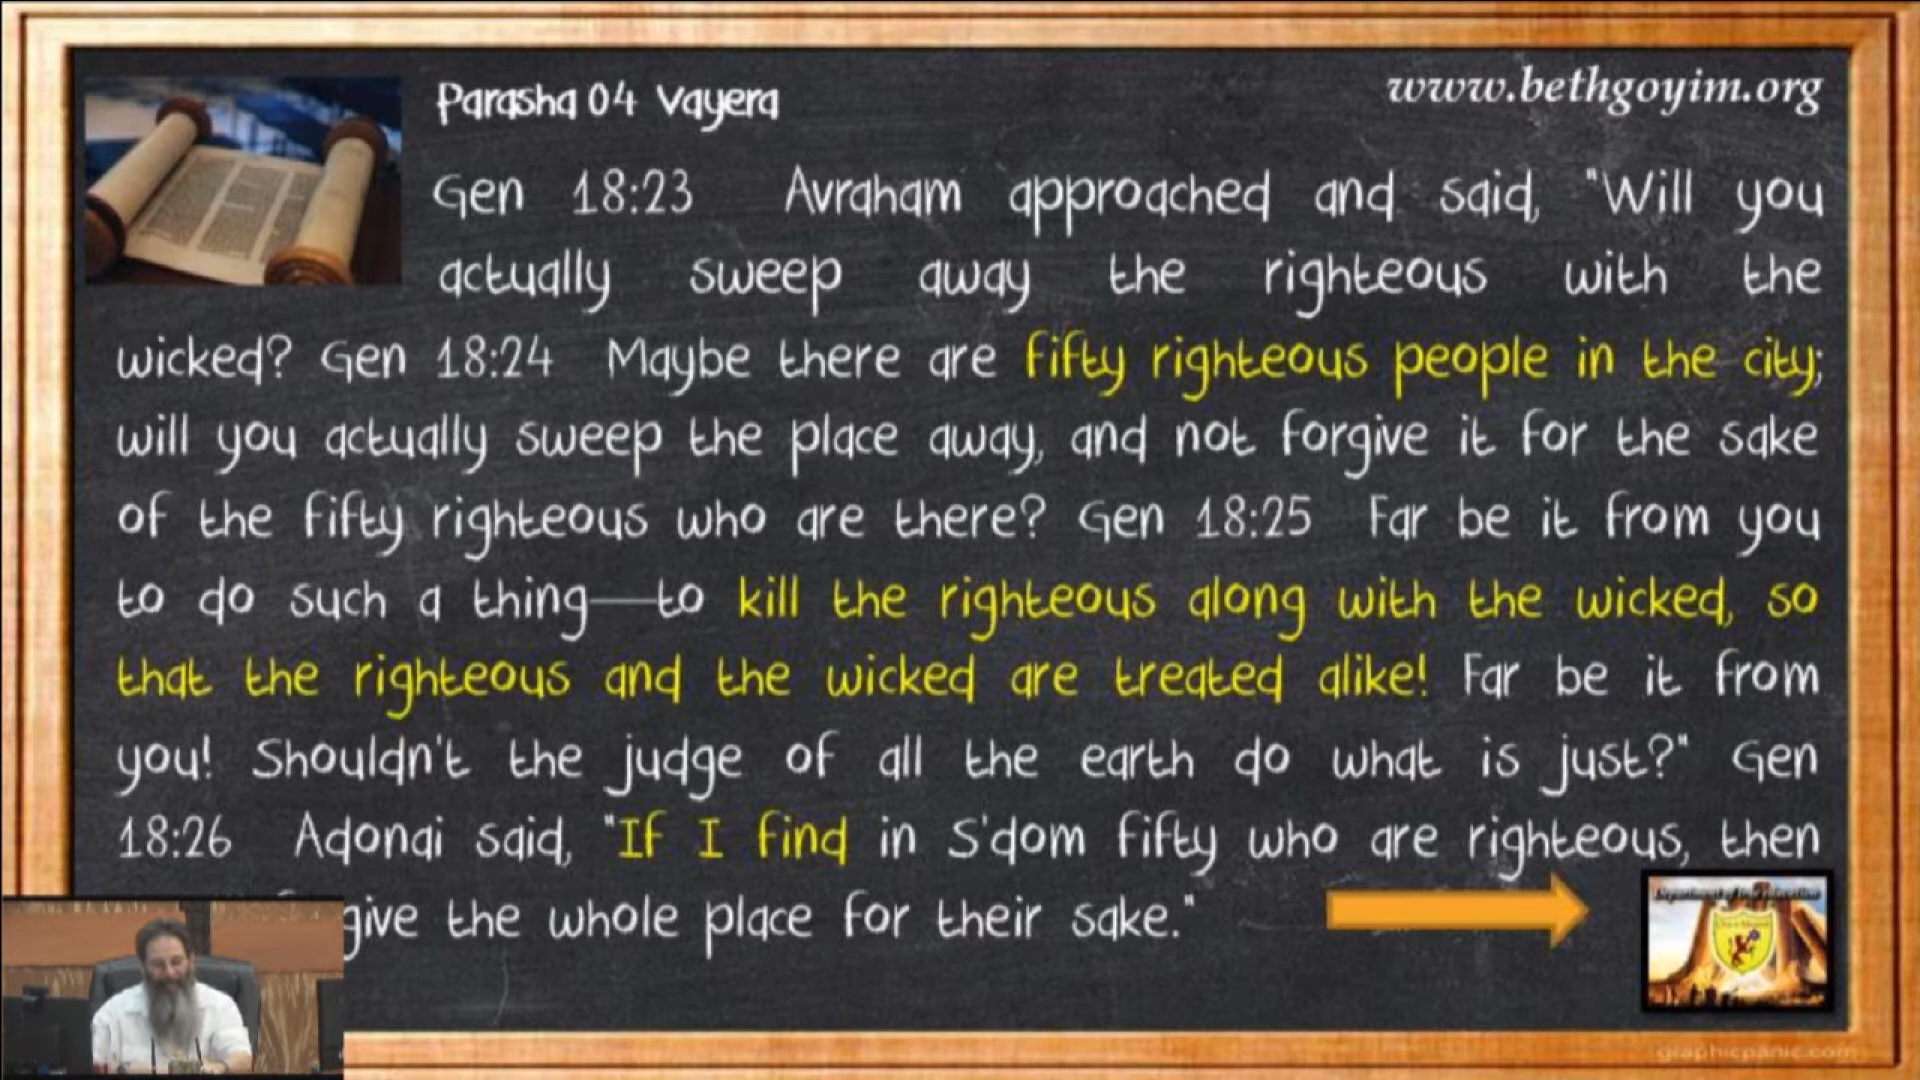 Parasha 04 Vayera
www.bethgoyim.org
Gen 18:23 Avraham approached and said, "Will you
actually sweep away the righteous with the
wicked? Gen 18:24 Maybe there are fifty righteous people in the city;
will you actually sweep the place away, and not forgive it for the sake
of the fifty righteous who are there? Gen 18:25 Far be it from you
to do such a thing—to kill the righteous along with the wicked, so
that the righteous and the wicked are treated alike! Far be it from
you! Shouldn't the judge of all the earth do what is just?" Gen
18:26 Adonai said, "If I find in S'dom fifty who are righteous, then
give the whole place for their sake."
Department of
graphicpanic.com